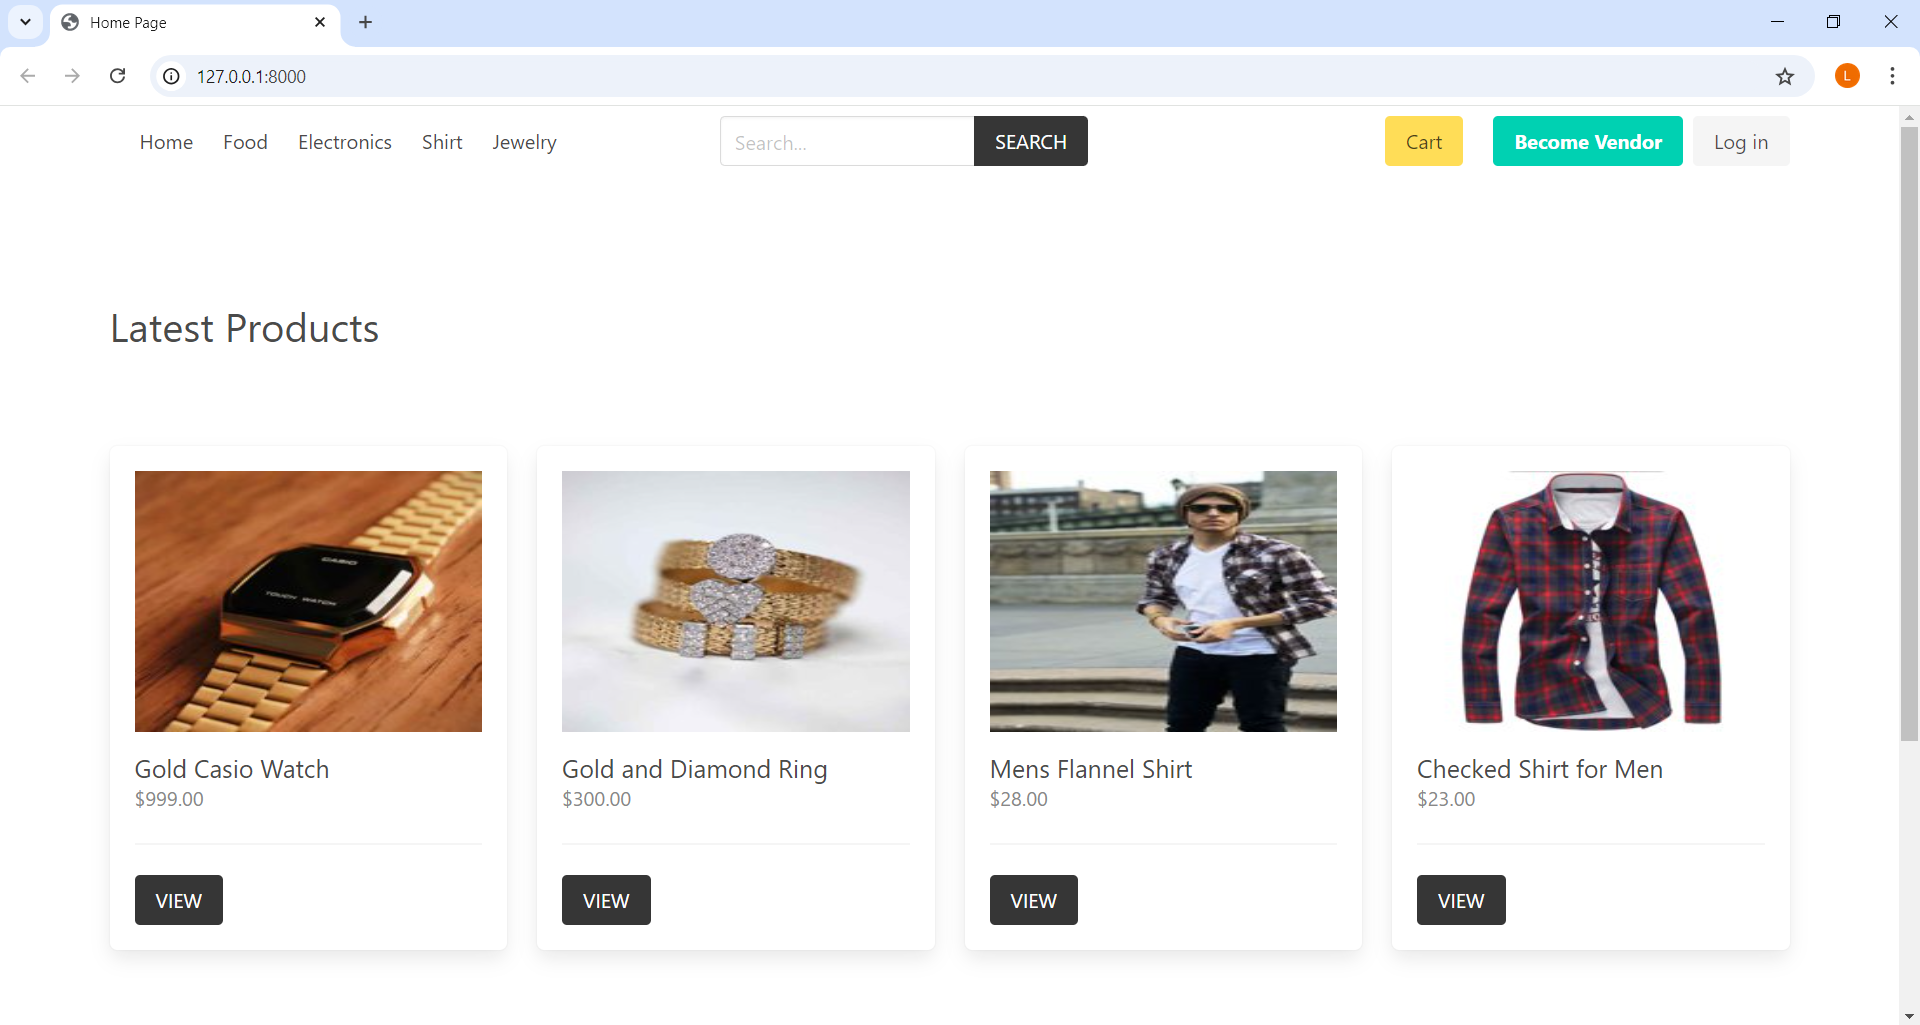 Home Page
127.0.0.1:8000
L
Home Food Electronics Shirt Jewelry
Search...
SEARCH
Cart
Become Vendor
Log in
Latest Products
CASIO
TOUCH WATCH
Gold Casio Watch
$999.00
VIEW
Gold and Diamond Ring
$300.00
VIEW
Mens Flannel Shirt
$28.00
VIEW
Checked Shirt for Men
$23.00
VIEW